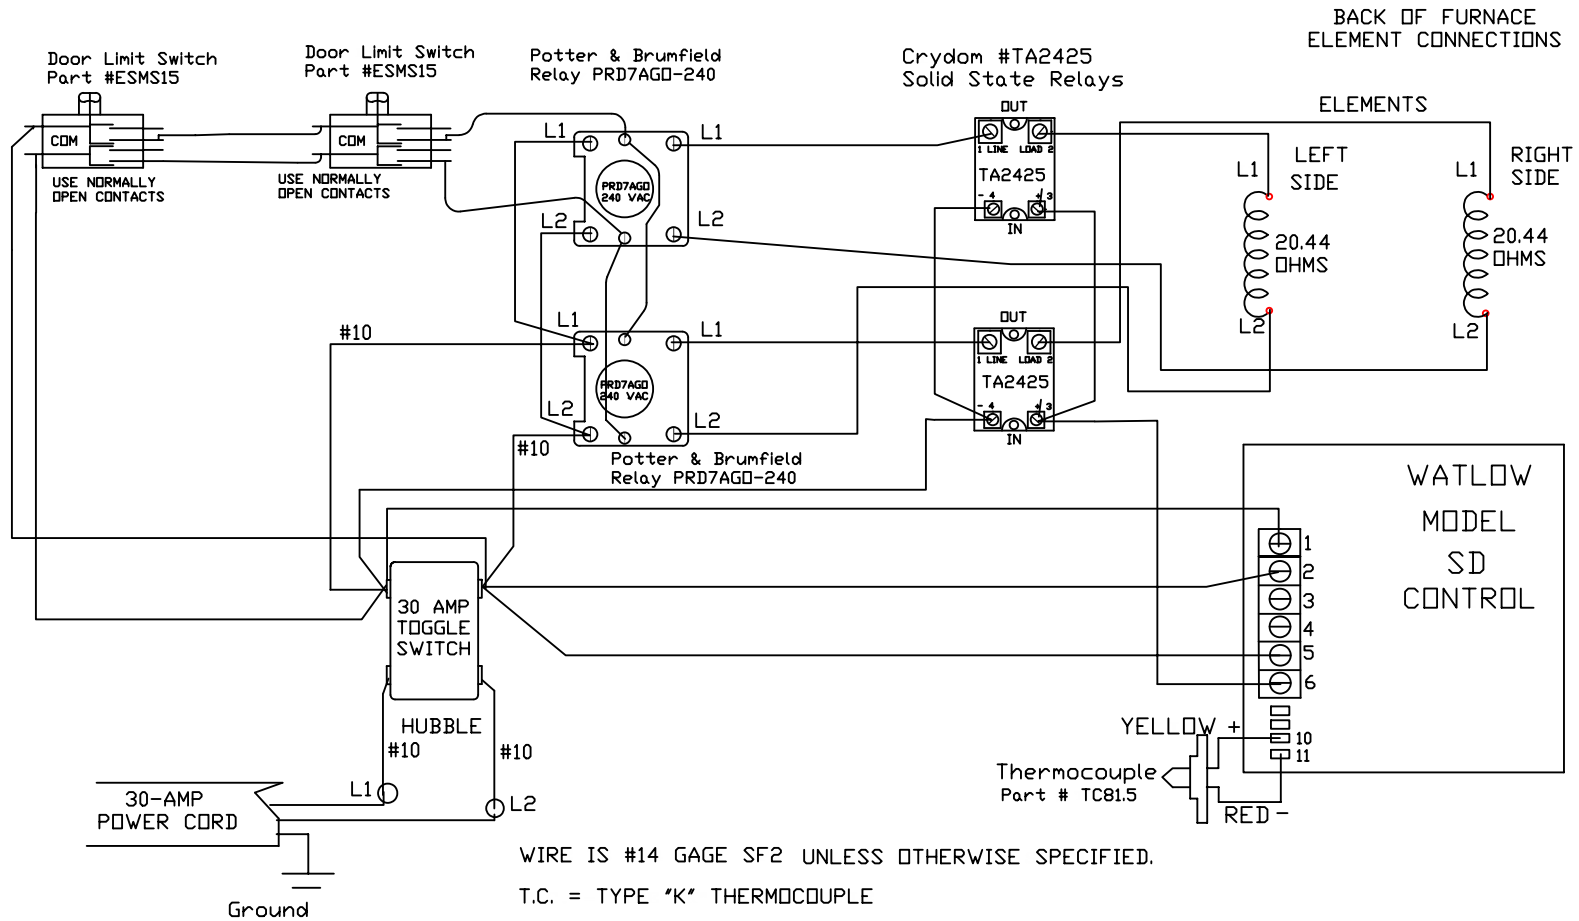 BACK OF FURNACE
ELEMENT CONNECTIONS
Door Limit Switch
Part #ESMS15
Door Limit Switch
Part #ESMS15
Potter & Brumfield
Relay PRD7AGO-240
Crydom #TA2425
Solid State Relays
OUT
ELEMENTS
COM
COM
L1
L1
1 LINE LOAD 2
TA2425
- 4
+ 3
IN
USE NORMALLY
OPEN CONTACTS
USE NORMALLY
OPEN CONTACTS
PRD7AGO
240 VAC
L2
L2
L1
LEFT
SIDE
L1
RIGHT
SIDE
20.44
OHMS
20.44
OHMS
L2
L2
#10
L1
L1
OUT
1 LINE LOAD 2
TA2425
- 4
+ 3
IN
PRD7AGO
240 VAC
L2
L2
#10
Potter & Brumfield
Relay PRD7AGO-240
WATLOW
MODEL
SD
CONTROL
1
2
3
4
5
6
10
11
30 AMP
TOGGLE
SWITCH
HUBBLE
#10
#10
YELLOW +
Thermocouple
Part # TC81.5
RED -
L1
L2
30-AMP
POWER CORD
Ground
WIRE IS #14 GAGE SF2 UNLESS OTHERWISE SPECIFIED.
T.C. = TYPE "K" THERMOCOUPLE